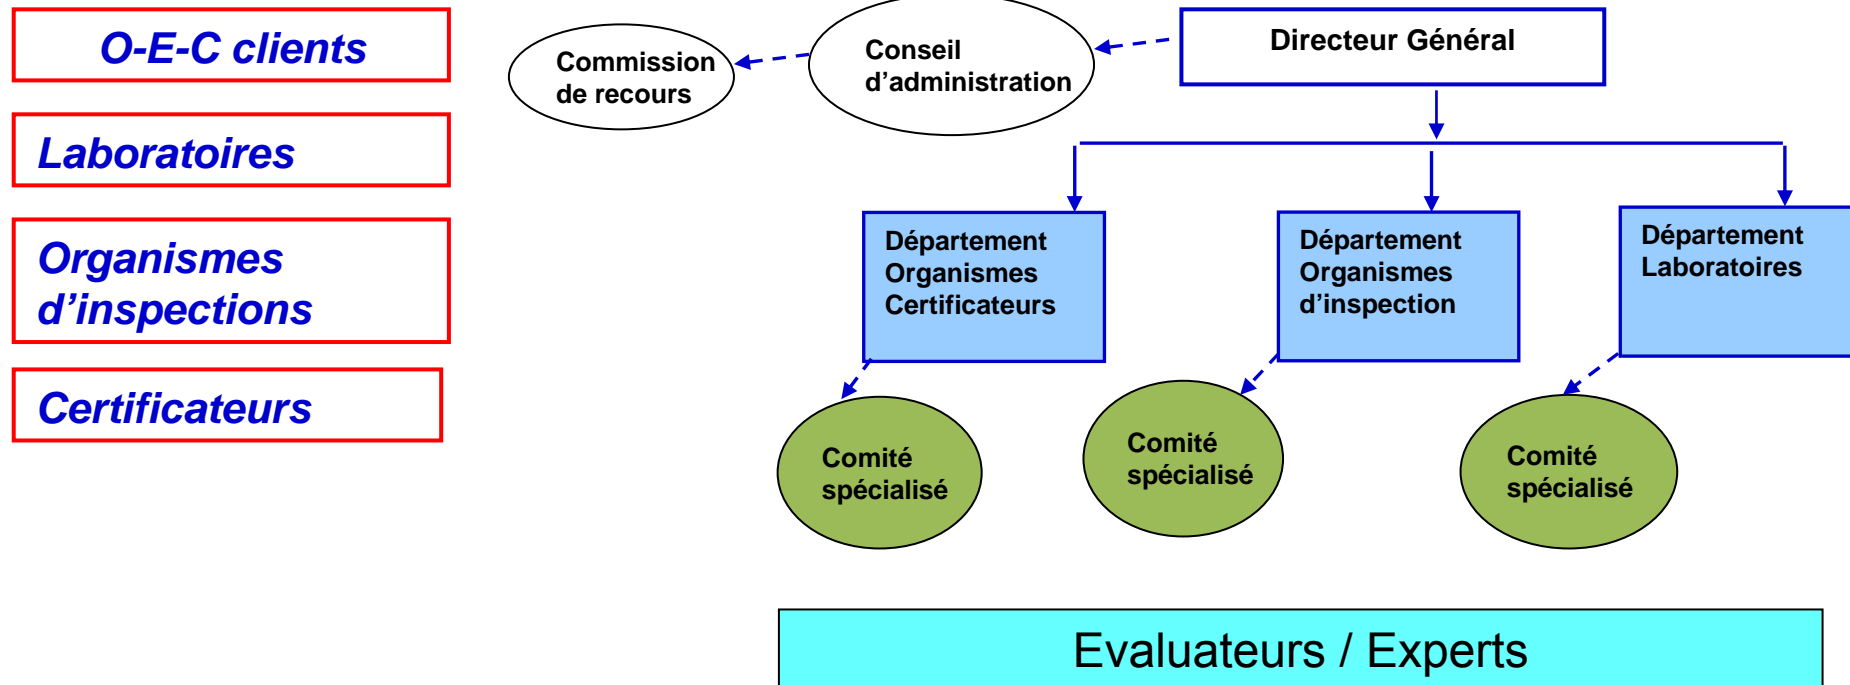 O-E-C clients
Laboratoires
Organismes
d’inspections
Certificateurs
Commission
de recours
Conseil
d’administration
Directeur Général
Département
Organismes
Certificateurs
Département
Organismes
d’inspection
Département
Laboratoires
Comité
spécialisé
Comité
spécialisé
Comité
spécialisé
Evaluateurs / Experts